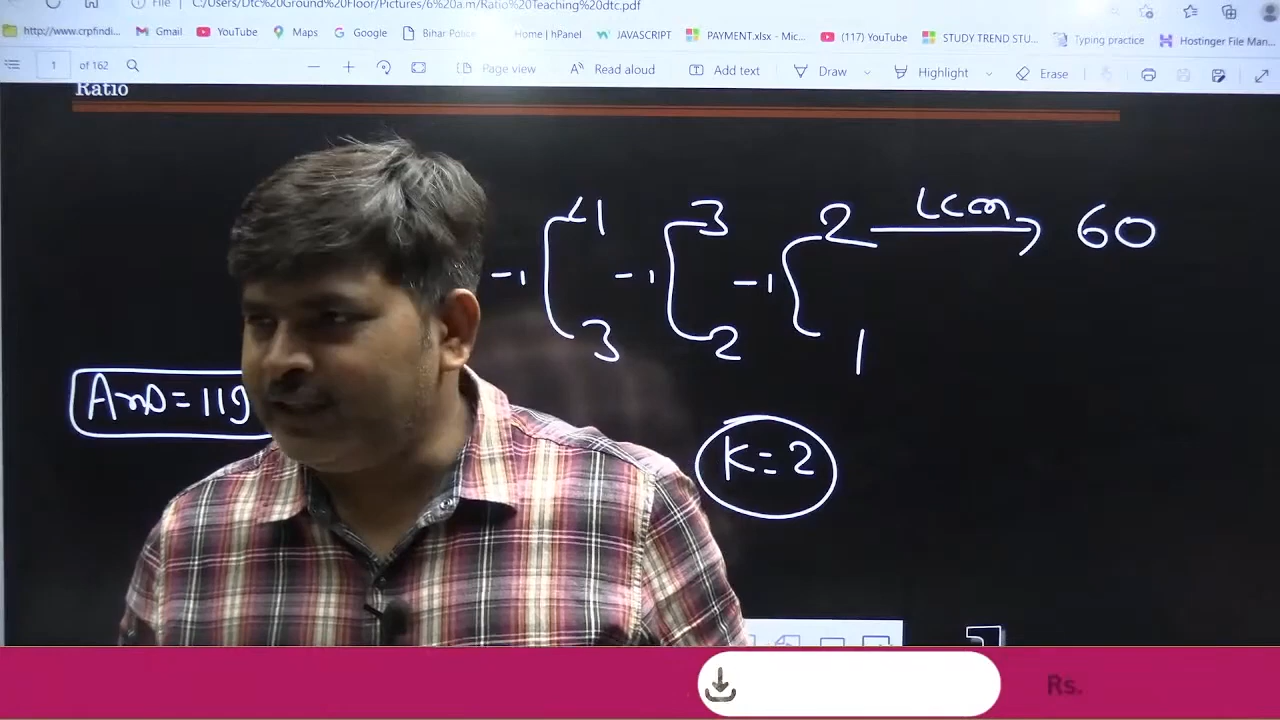 File C:/Users/Dtc%20Ground%20Floor/Pictures/6%20a.m/Ratio%20Teaching%20dtc.pdf
http://www.crpfindi... Gmail YouTube Maps Google Bihar Police Home | hPanel JAVASCRIPT PAYMENT.xlsx - Mic... (117) YouTube STUDY TREND STU... Typing practice Hostinger File Man...
1 of 162 Page view Read aloud Add text Draw Highlight Erase
Ratio
4 3 2 LCM 60
-1 -1 -1
3 2 1
Ans = 119
K = 2
Rs.